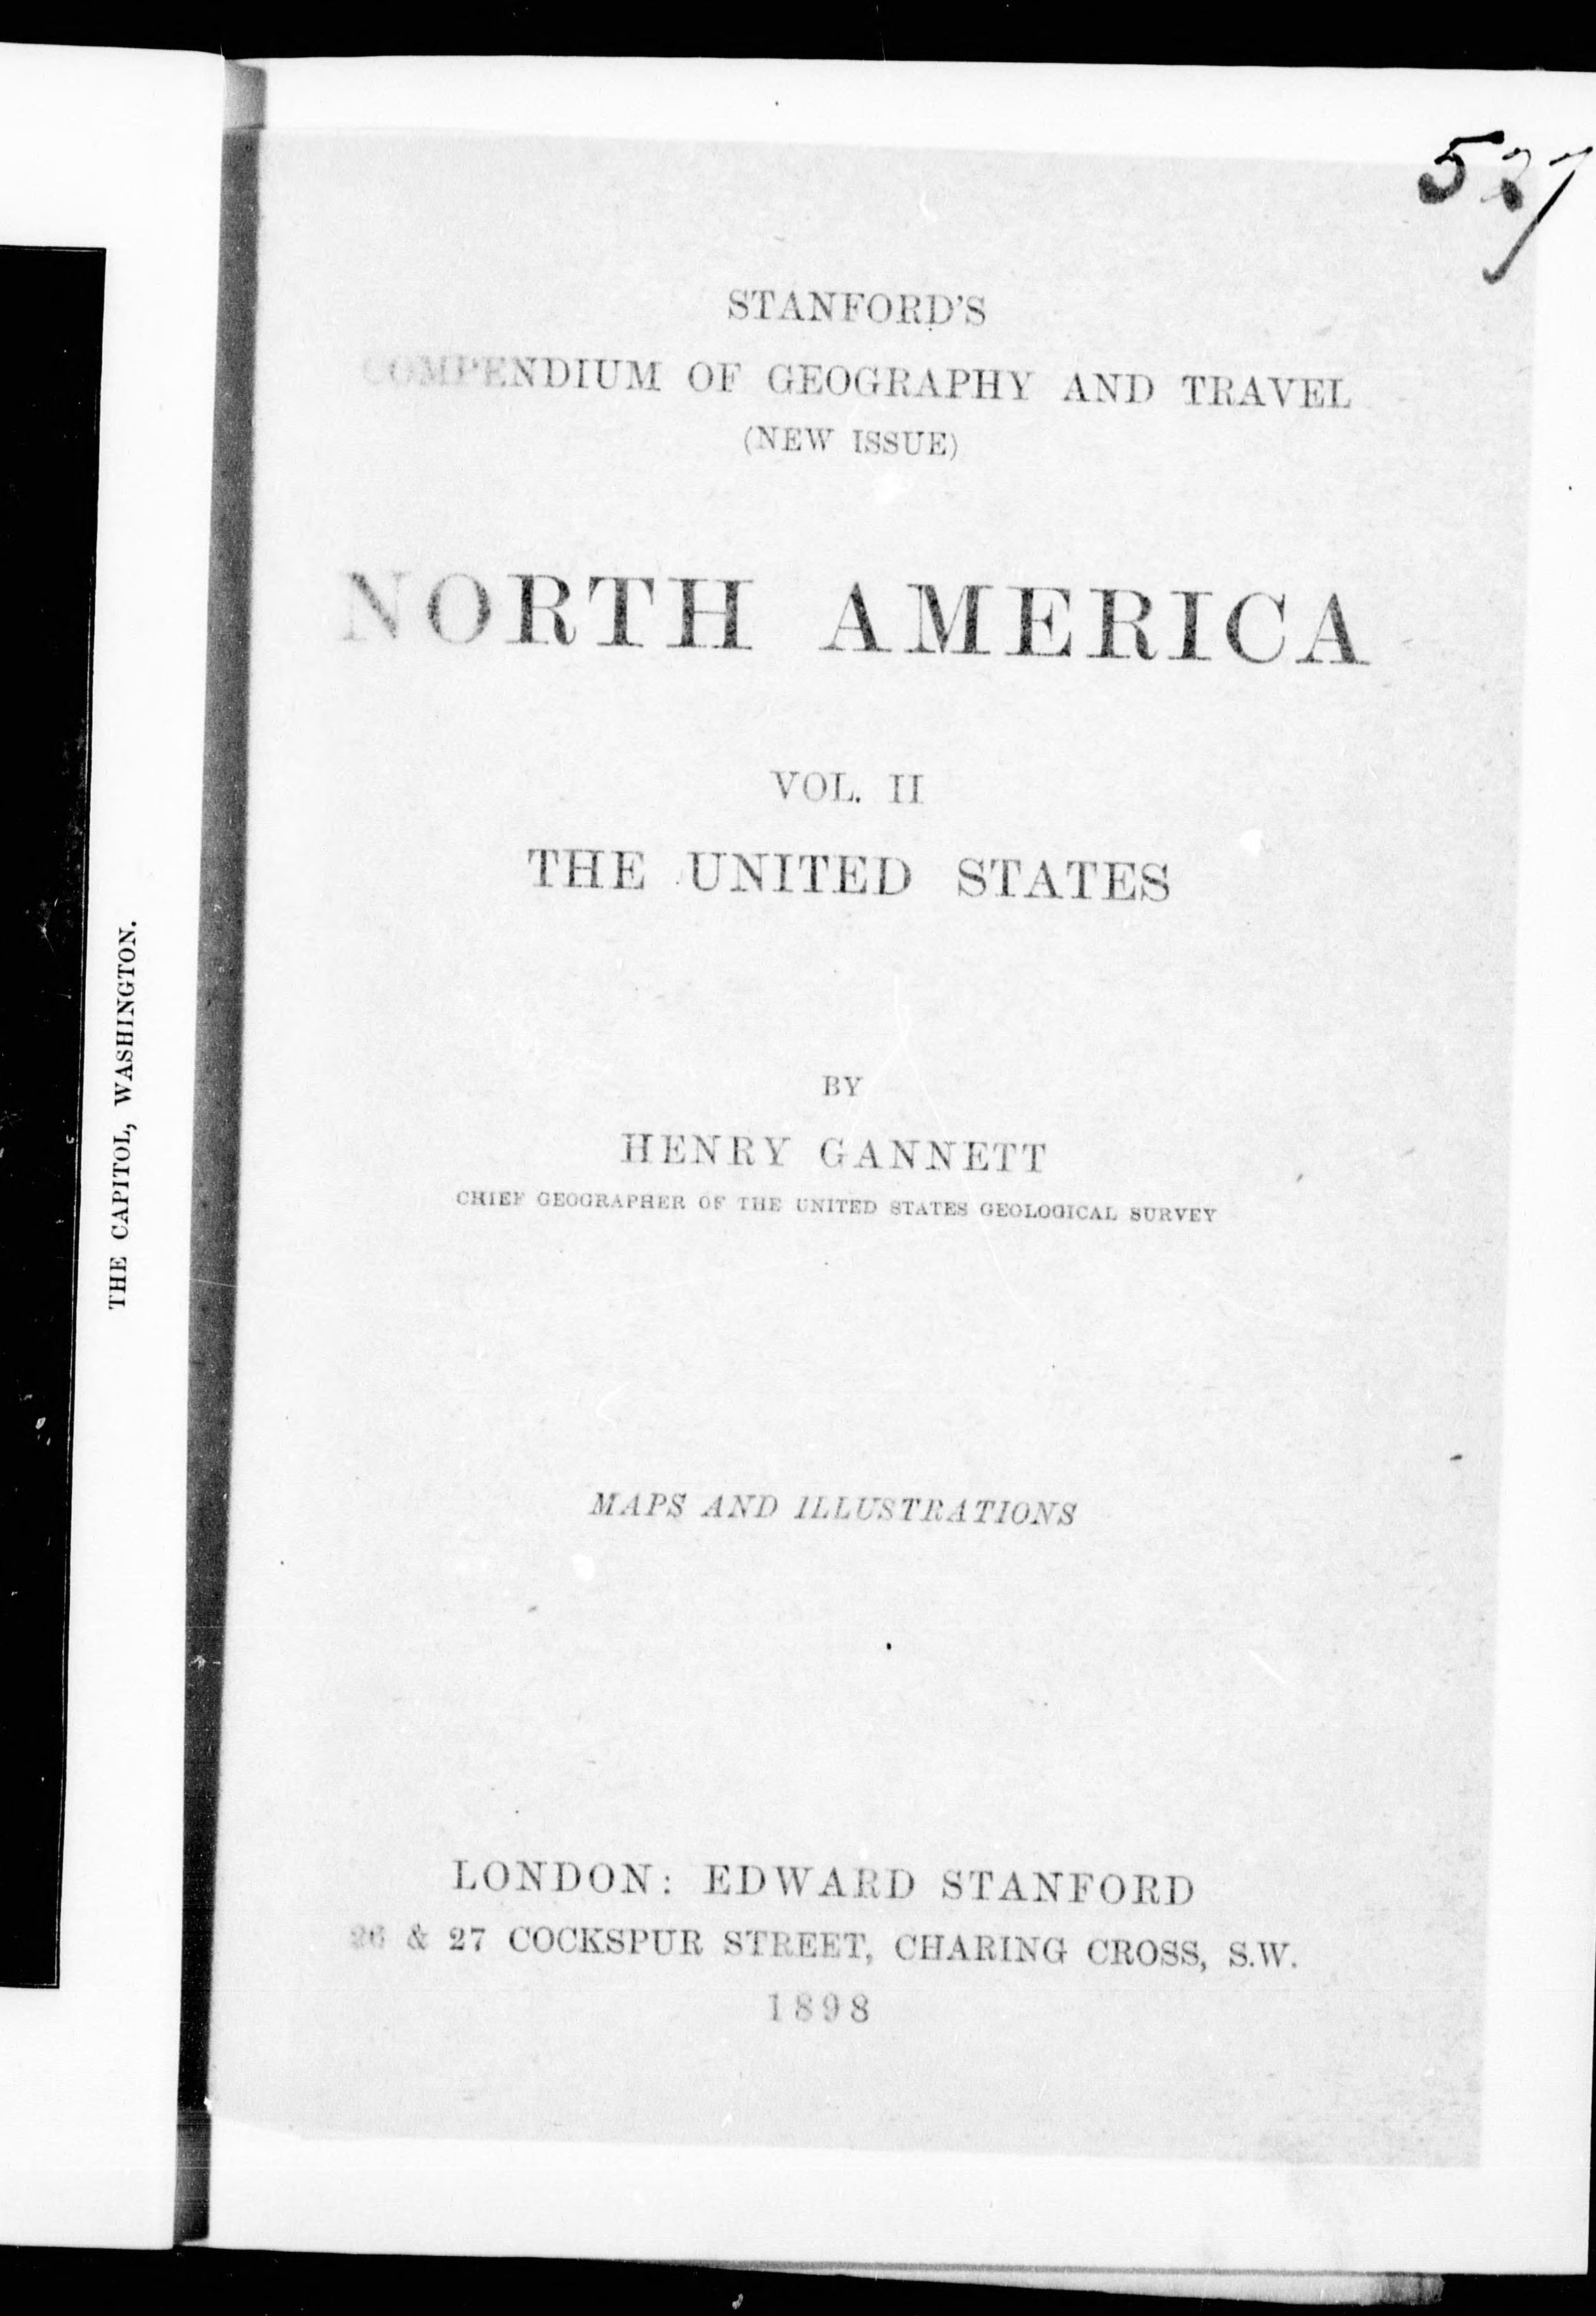 THE CAPITOL, WASHINGTON.
527
STANFORD'S
COMPENDIUM OF GEOGRAPHY AND TRAVEL
(NEW ISSUE)
NORTH AMERICA
VOL. II
THE UNITED STATES
BY
HENRY GANNETT
CHIEF GEOGRAPHER OF THE UNITED STATES GEOLOGICAL SURVEY
MAPS AND ILLUSTRATIONS
LONDON: EDWARD STANFORD
26 & 27 COCKSPUR STREET, CHARING CROSS, S.W.
1898